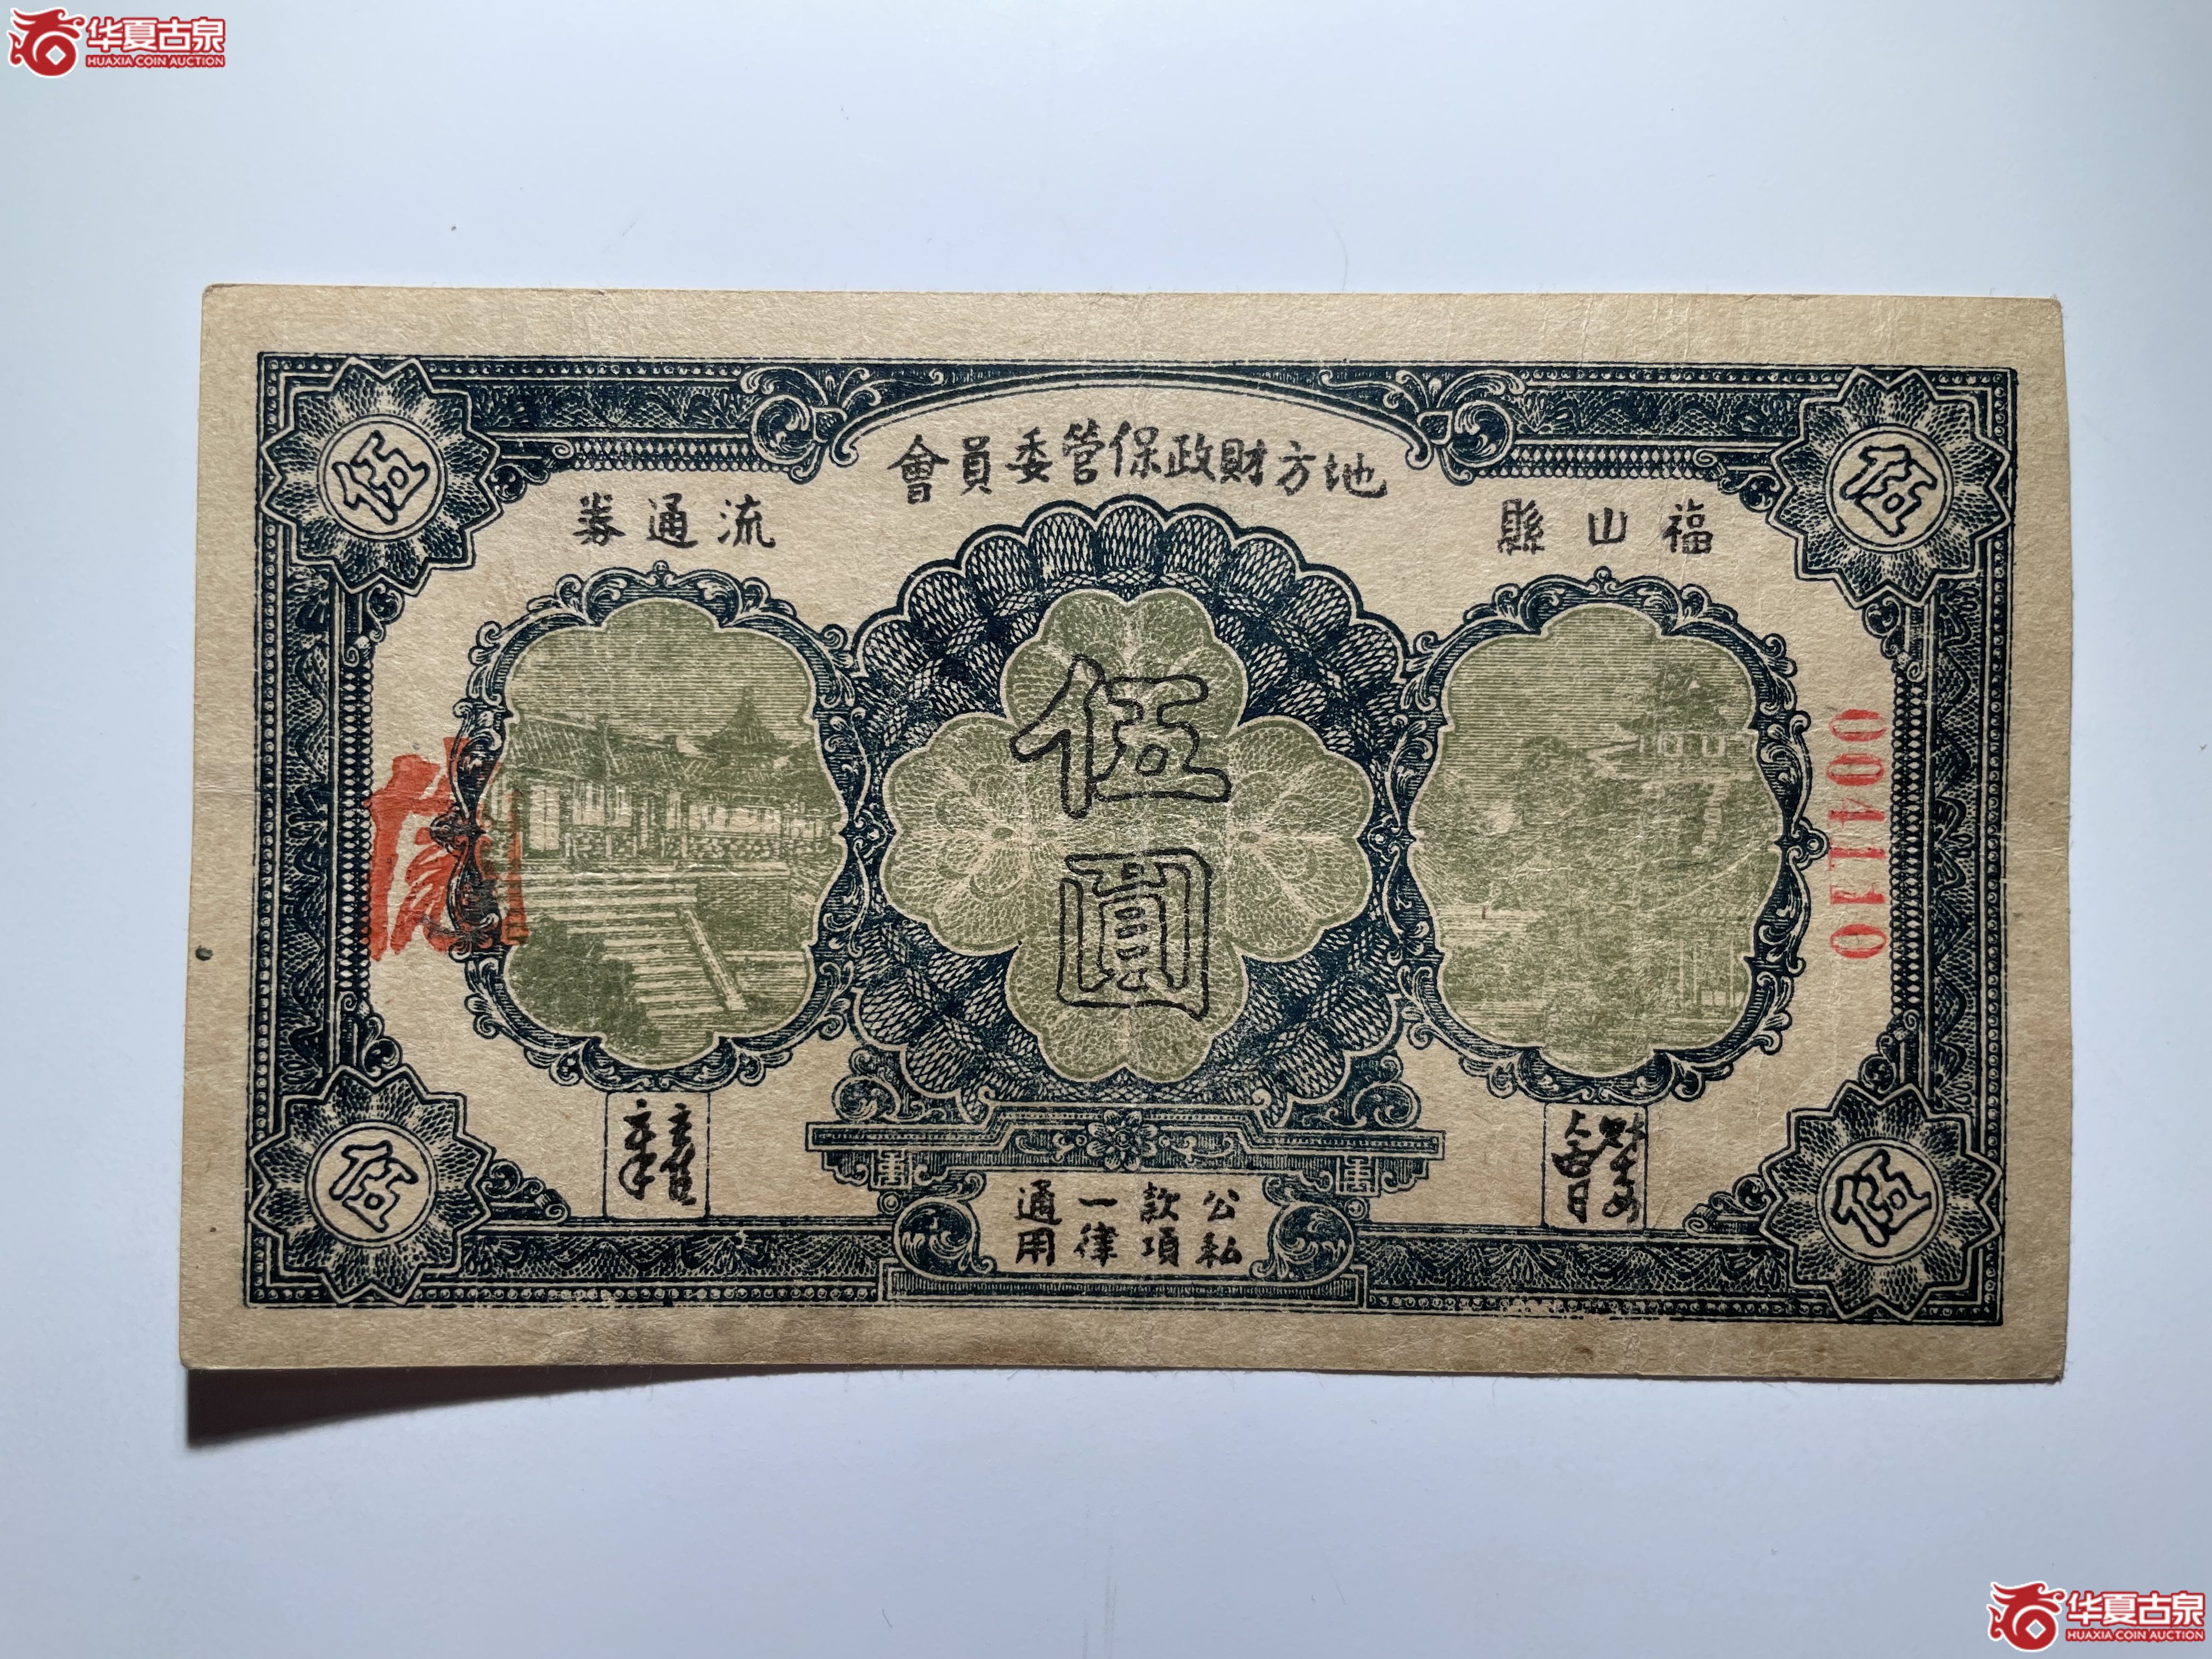 华夏古泉
HUAXIA COIN AUCTION
地方財政保管委員會
福山縣
流通券
伍
伍
伍圓
004110
公私
款項
一律
通用
伍
伍
华夏古泉
HUAXIA COIN AUCTION